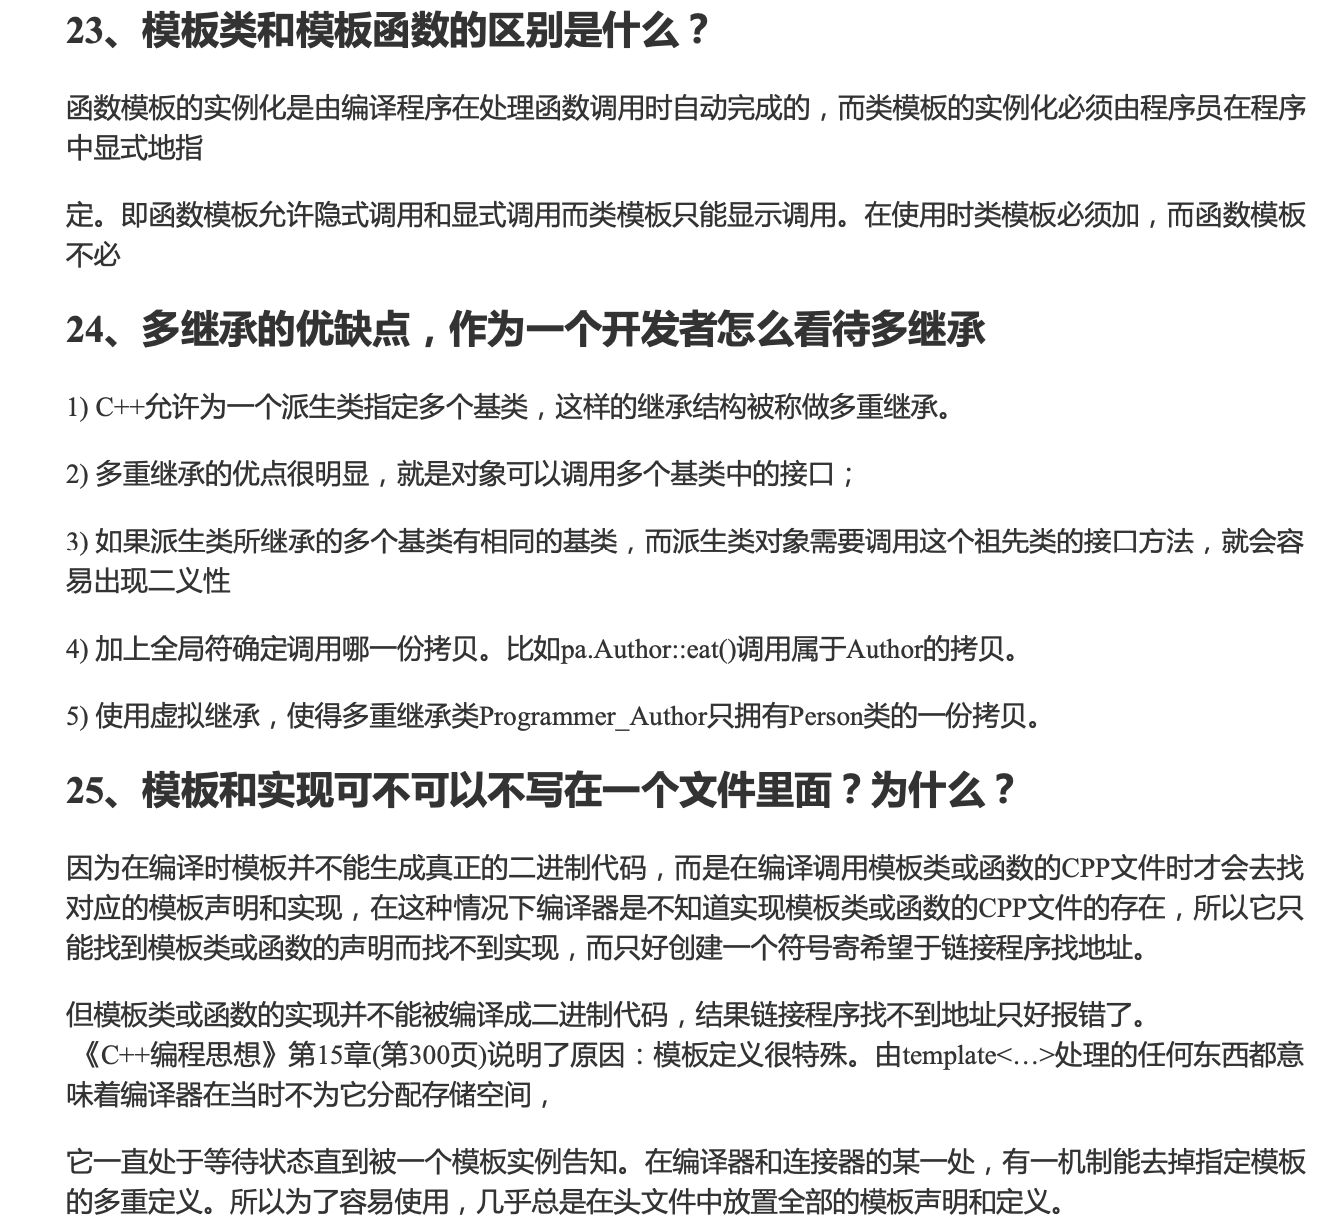 23、模板类和模板函数的区别是什么？
函数模板的实例化是由编译程序在处理函数调用时自动完成的，而类模板的实例化必须由程序员在程序
中显式地指
定。即函数模板允许隐式调用和显式调用而类模板只能显示调用。在使用时类模板必须加，而函数模板
不必
24、多继承的优缺点，作为一个开发者怎么看待多继承
1) C++允许为一个派生类指定多个基类，这样的继承结构被称做多重继承。
2) 多重继承的优点很明显，就是对象可以调用多个基类中的接口；
3) 如果派生类所继承的多个基类有相同的基类，而派生类对象需要调用这个祖先类的接口方法，就会容
易出现二义性
4) 加上全局符确定调用哪一份拷贝。比如pa.Author::eat()调用属于Author的拷贝。
5) 使用虚拟继承，使得多重继承类Programmer_Author只拥有Person类的一份拷贝。
25、模板和实现可不可以不写在一个文件里面？为什么？
因为在编译时模板并不能生成真正的二进制代码，而是在编译调用模板类或函数的CPP文件时才会去找
对应的模板声明和实现，在这种情况下编译器是不知道实现模板类或函数的CPP文件的存在，所以它只
能找到模板类或函数的声明而找不到实现，而只好创建一个符号寄希望于链接程序找地址。
但模板类或函数的实现并不能被编译成二进制代码，结果链接程序找不到地址只好报错了。
《C++编程思想》第15章(第300页)说明了原因：模板定义很特殊。由template<…>处理的任何东西都意
味着编译器在当时不为它分配存储空间，
它一直处于等待状态直到被一个模板实例告知。在编译器和连接器的某一处，有一机制能去掉指定模板
的多重定义。所以为了容易使用，几乎总是在头文件中放置全部的模板声明和定义。